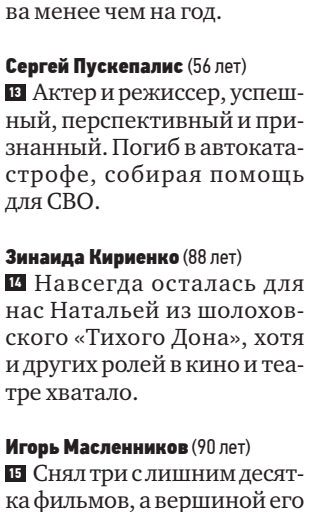 ва менее чем на год.
Сергей Пускепалис (56 лет)
13 Актер и режиссер, успеш-
ный, перспективный и при-
знанный. Погиб в автоката-
строфе, собирая помощь
для СВО.
Зинаида Кириенко (88 лет)
14 Навсегда осталась для
нас Натальей из шолохов-
ского «Тихого Дона», хотя
и других ролей в кино и теа-
тре хватало.
Игорь Масленников (90 лет)
15 Снял три с лишним десят-
ка фильмов, а вершиной его